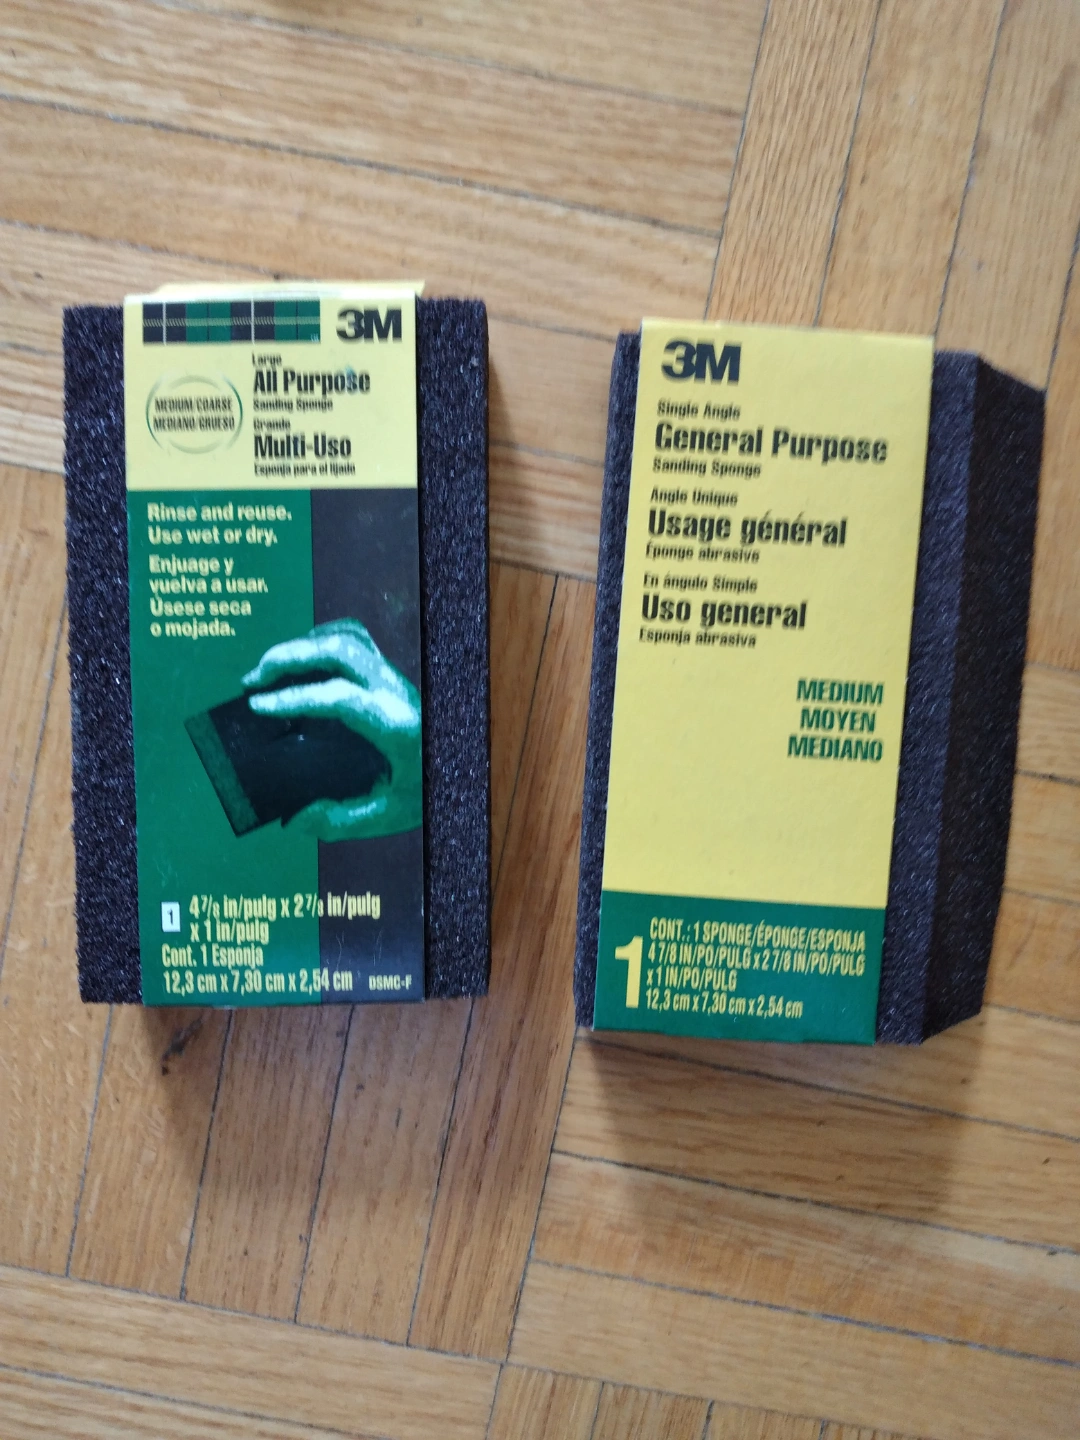 3M
Large
All Purpose
Sanding Sponge
Grande
Multi-Uso
Esponja para el lijado
MEDIUM/COARSE
MEDIANO/GRUESO
Rinse and reuse.
Use wet or dry.
Enjuage y
vuelva a usar.
Úsese seca
o mojada.
1
4 7/8 in/pulg x 2 7/8 in/pulg
x 1 in/pulg
Cont. 1 Esponja
12,3 cm x 7,30 cm x 2,54 cm DSMC-F
3M
Single Angle
General Purpose
Sanding Sponge
Angle Unique
Usage général
Éponge abrasive
En ángulo Simple
Uso general
Esponja abrasiva
MEDIUM
MOYEN
MEDIANO
1
CONT.: 1 SPONGE/ÉPONGE/ESPONJA
4 7/8 IN/PO/PULG x 2 7/8 IN/PO/PULG
x 1 IN/PO/PULG
12,3 cm x 7,30 cm x 2,54 cm